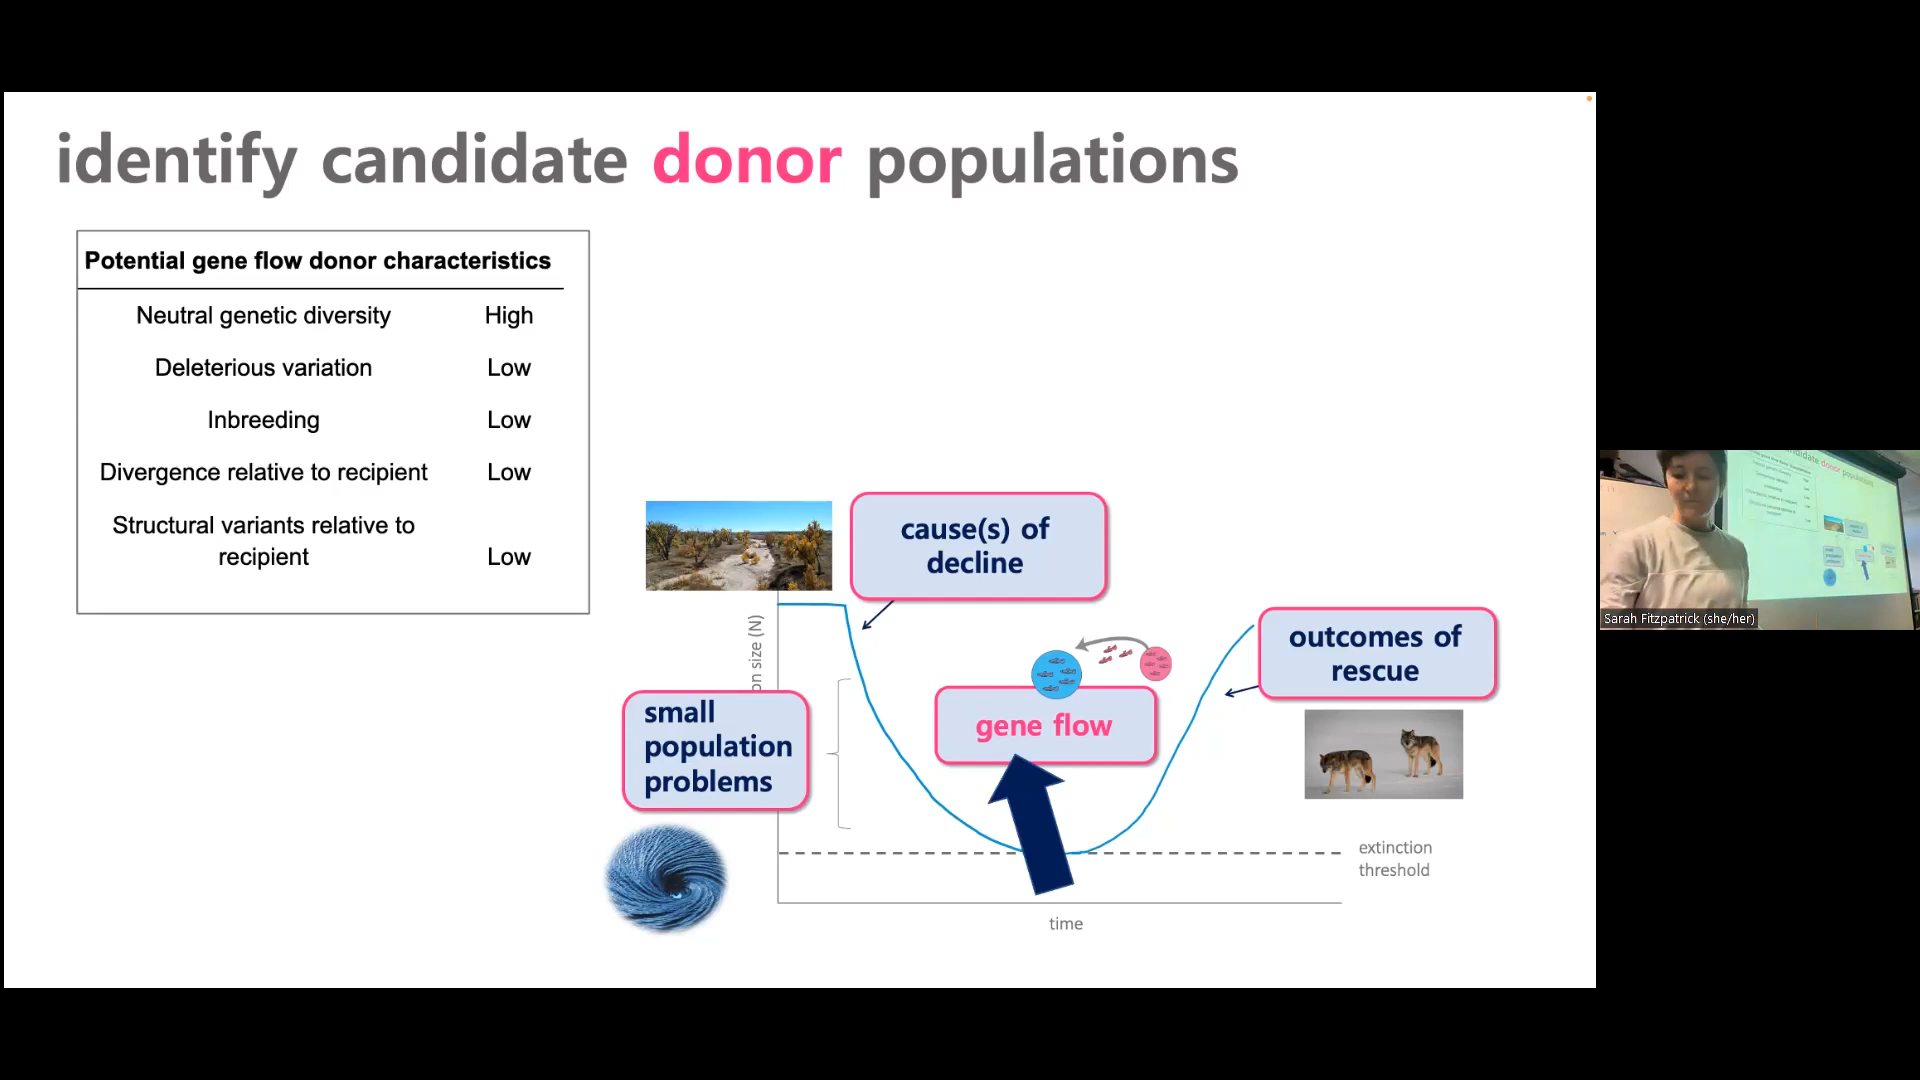 identify candidate donor populations
Potential gene flow donor characteristics
Neutral genetic diversity High
Deleterious variation Low
Inbreeding Low
Divergence relative to recipient Low
Structural variants relative to
recipient Low
cause(s) of
decline
on size (N)
small
population
problems
gene flow
outcomes of
rescue
extinction
threshold
time
Sarah Fitzpatrick (she/her)